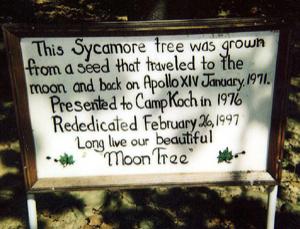 This Sycamore tree was grown
from a seed that traveled to the
moon and back on Apollo XIV January, 1971.
Presented to Camp Koch in 1976
Rededicated February 26, 1997
Long live our beautiful
"Moon Tree"